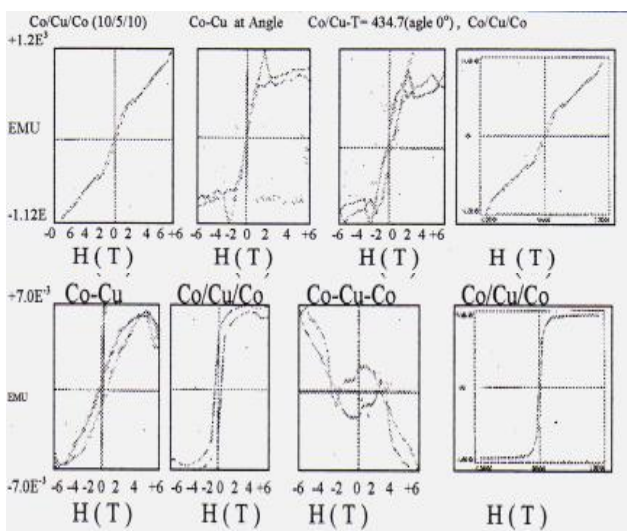 Co/Cu/Co (10/5/10) Co-Cu at Angle Co/Cu-T= 434.7(agle 0°) , Co/Cu/Co
+1.2E³
EMU
-1.12E
-0 8 6 4 2 0 2 4 6 +6 -6 -4 -2 0 2 4 +6 -6 -4 -2 0 2 4 +6
H(T) H(T) H(T) H(T)
+7.0E⁻³ Co-Cu Co/Cu/Co Co-Cu-Co Co/Cu/Co
EMU
-7.0E⁻³
-6 -4 2 0 2 4 +6 -6 4 2 0 2 4 +6 -6 -4 -2 0 2 4 +6
H(T) H(T) H(T) H(T)